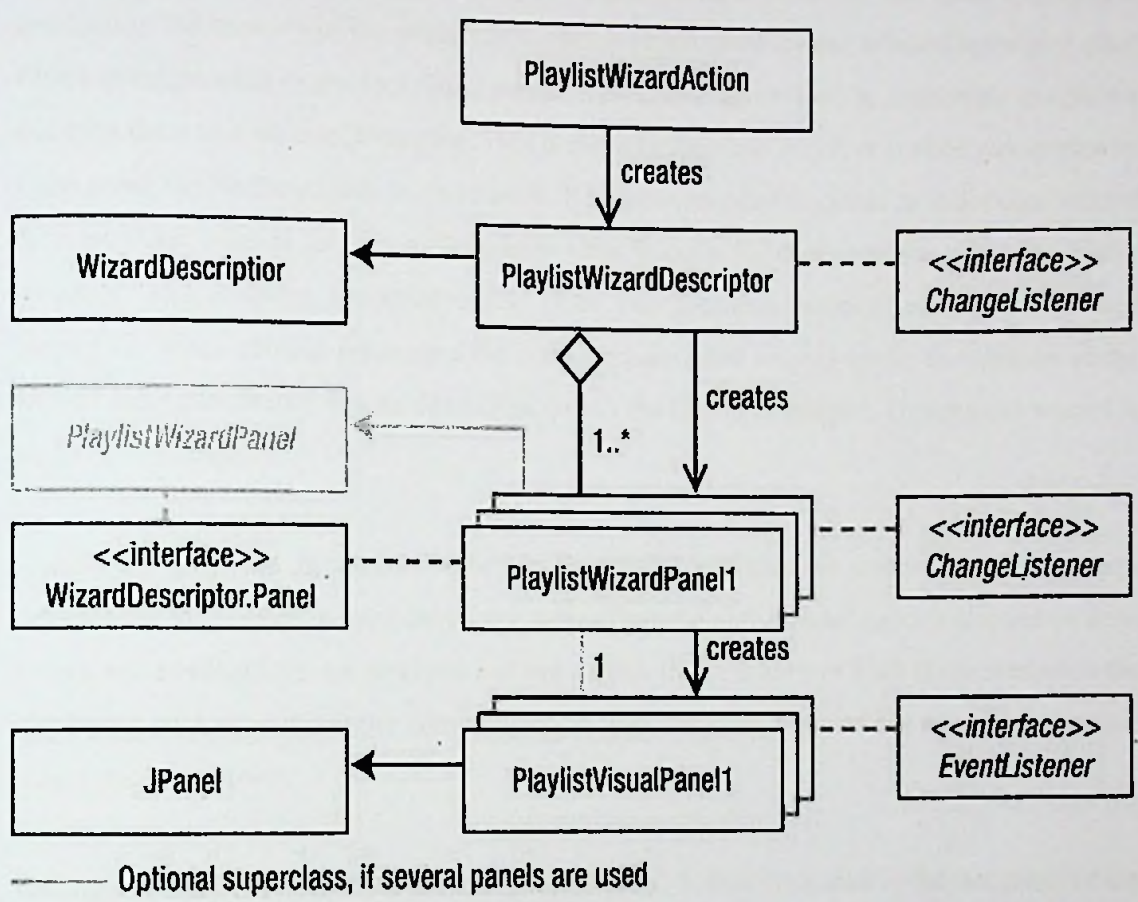 PlaylistWizardAction
creates
WizardDescriptior
PlaylistWizardDescriptor
<<interface>>
ChangeListener
creates
PlaylistWizardPanel
1..*
<<interface>>
WizardDescriptor.Panel
PlaylistWizardPanel1
<<interface>>
ChangeListener
1
creates
JPanel
PlaylistVisualPanel1
<<interface>>
EventListener
Optional superclass, if several panels are used